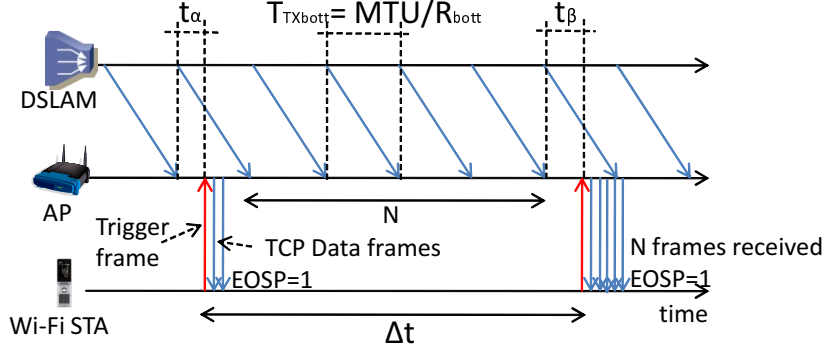 tα
TTXbott= MTU/Rbott
tβ
DSLAM
AP
N
Trigger
frame
TCP Data frames
EOSP=1
N frames received
EOSP=1
time
Wi-Fi STA
Δt